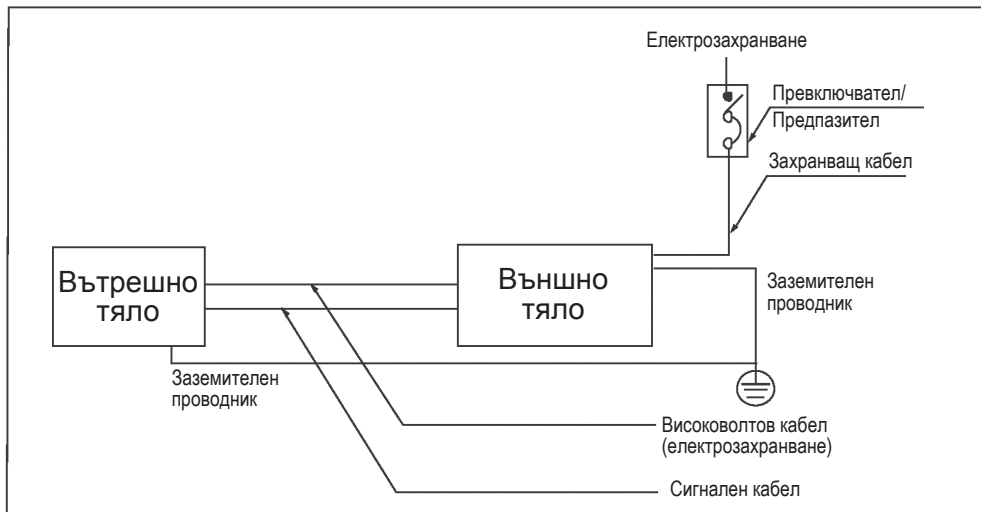 Електрозахранване
Превключвател/
Предпазител
Захранващ кабел
Вътрешно
тяло
Външно
тяло
Заземителен
проводник
Заземителен
проводник
Високоволтов кабел
(електрозахранване)
Сигнален кабел